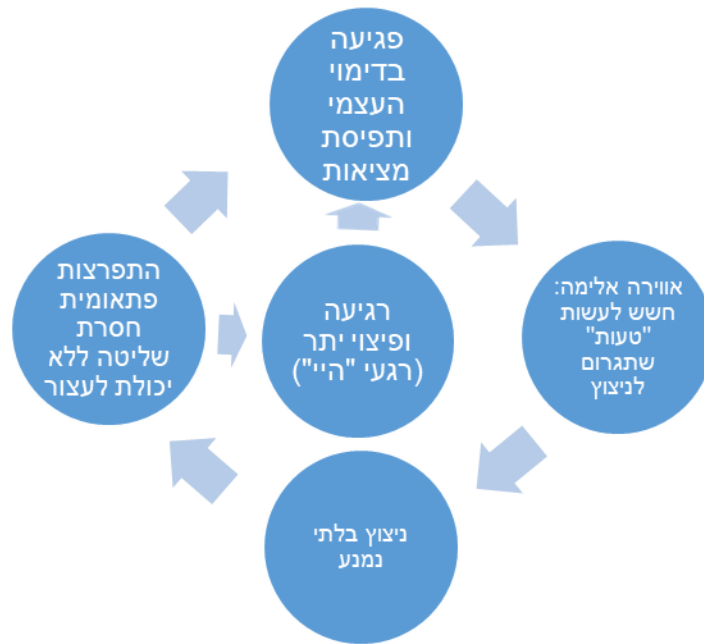 פגיעה
בדימוי
העצמי
ותפיסת
מציאות
אווירה אלימה:
חשש לעשות
"טעות"
שתגרום
לניצוץ
ניצוץ בלתי
נמנע
התפרצות
פתאומית
חסרת
שליטה ללא
יכולת לעצור
רגיעה
ופיצוי יתר
(רגעי "היי")